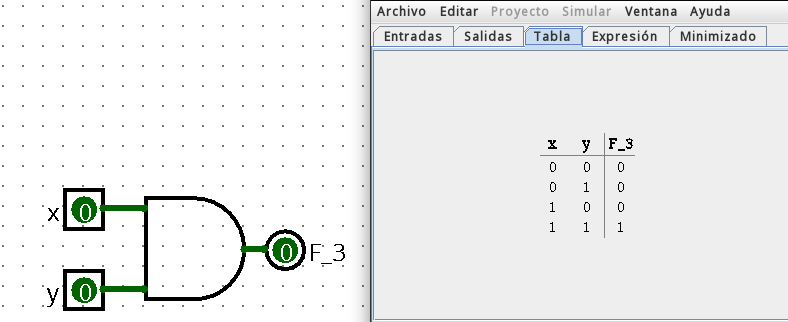 Archivo Editar Proyecto Simular Ventana Ayuda
Entradas Salidas Tabla Expresión Minimizado
x y F_3
0 0 0
0 1 0
1 0 0
1 1 1
x 0
0 F_3
y 0